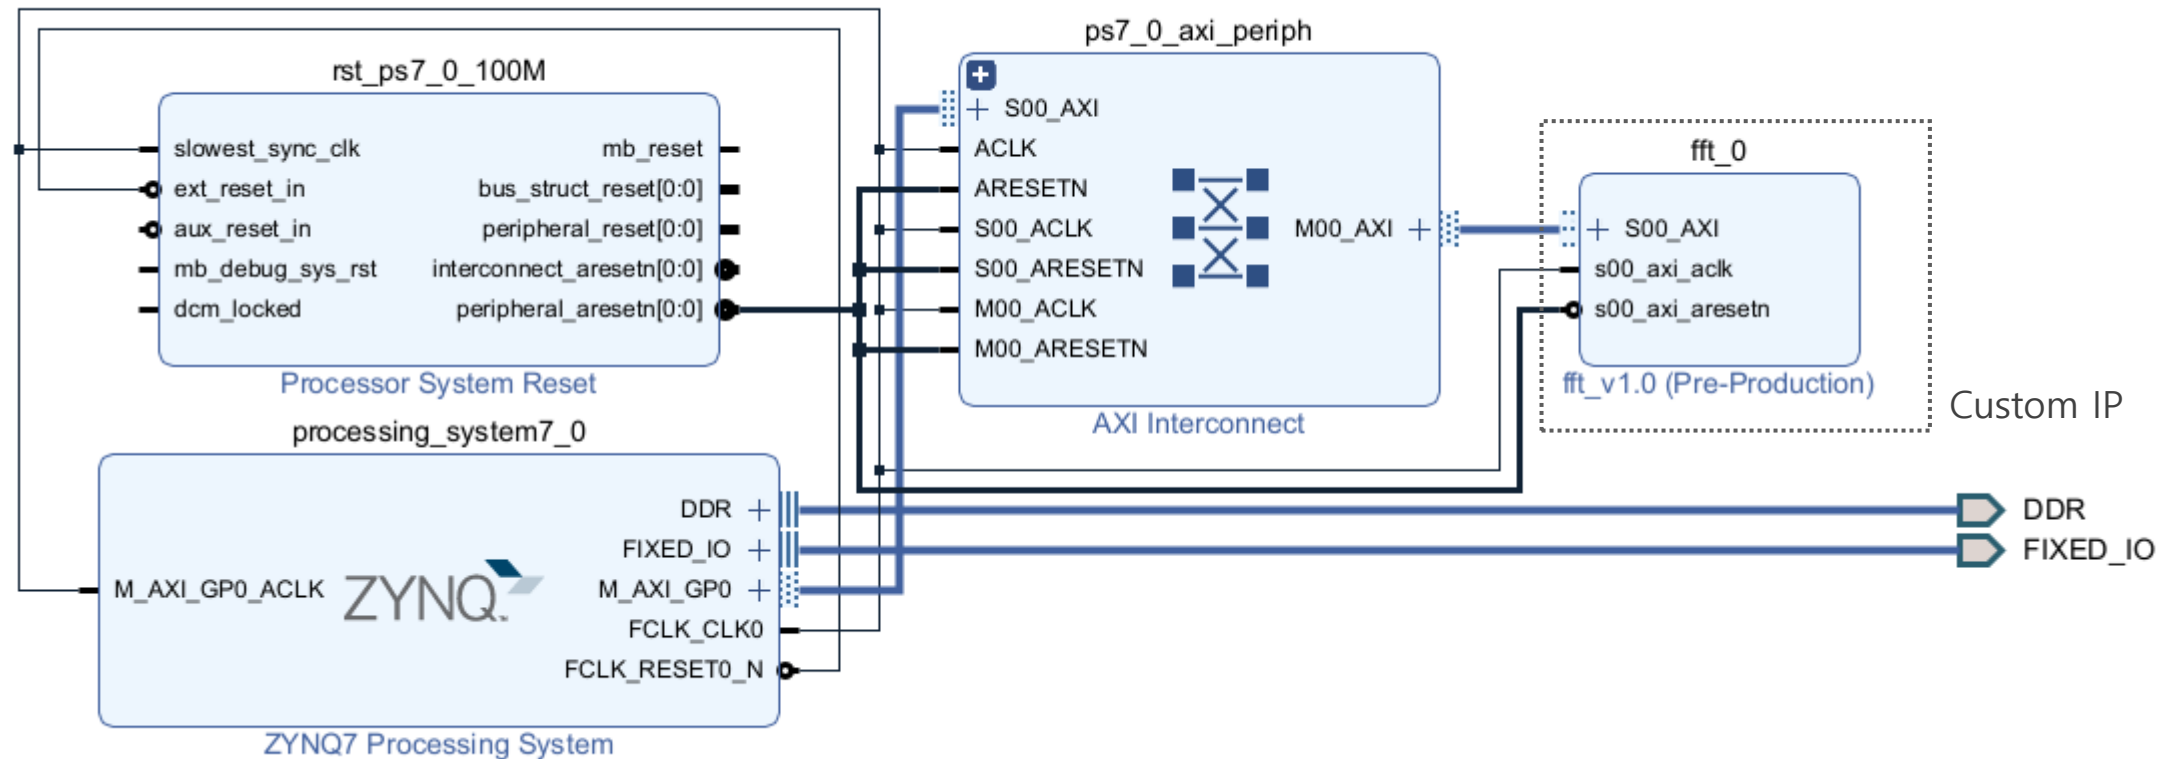 rst_ps7_0_100M
slowest_sync_clk
ext_reset_in
aux_reset_in
mb_debug_sys_rst
dcm_locked
mb_reset
bus_struct_reset[0:0]
peripheral_reset[0:0]
interconnect_aresetn[0:0]
peripheral_aresetn[0:0]
Processor System Reset
ps7_0_axi_periph
S00_AXI
ACLK
ARESETN
S00_ACLK
S00_ARESETN
M00_ACLK
M00_ARESETN
M00_AXI
AXI Interconnect
fft_0
S00_AXI
s00_axi_aclk
s00_axi_aresetn
fft_v1.0 (Pre-Production)
Custom IP
processing_system7_0
M_AXI_GP0_ACLK
ZYNQ™
DDR
FIXED_IO
M_AXI_GP0
FCLK_CLK0
FCLK_RESET0_N
ZYNQ7 Processing System
DDR
FIXED_IO